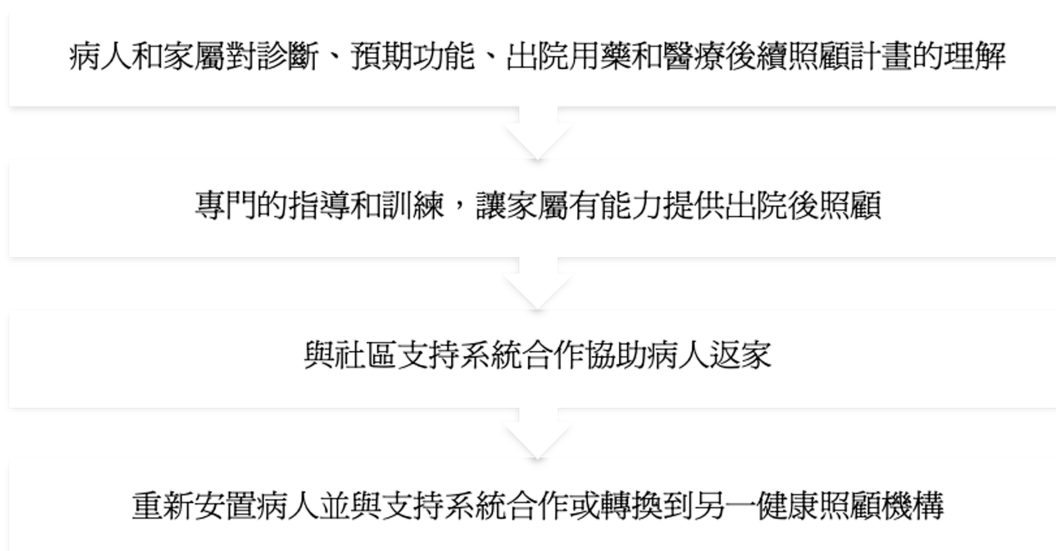 病人和家屬對診斷、預期功能、出院用藥和醫療後續照顧計畫的理解
專門的指導和訓練，讓家屬有能力提供出院後照顧
與社區支持系統合作協助病人返家
重新安置病人並與支持系統合作或轉換到另一健康照顧機構